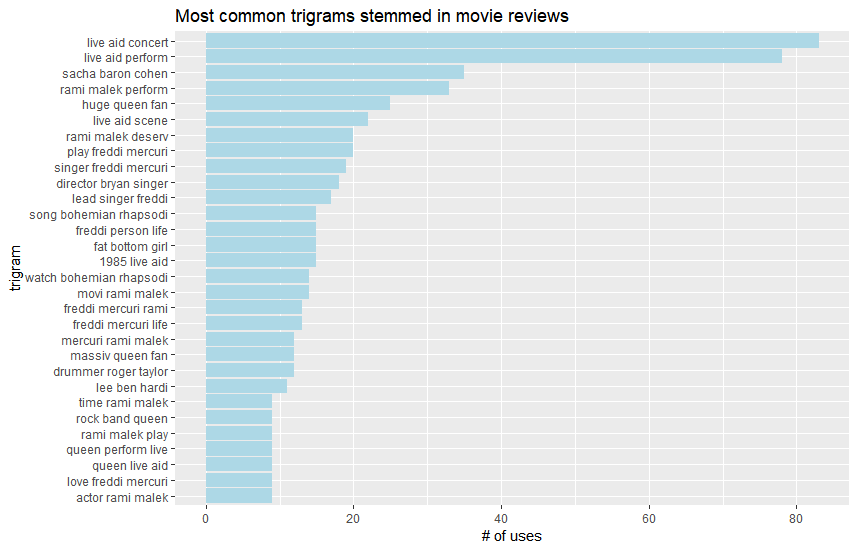 Most common trigrams stemmed in movie reviews
live aid concert
live aid perform
sacha baron cohen
rami malek perform
huge queen fan
live aid scene
rami malek deserv
play freddi mercuri
singer freddi mercuri
director bryan singer
lead singer freddi
song bohemian rhapsodi
freddi person life
fat bottom girl
1985 live aid
watch bohemian rhapsodi
movi rami malek
freddi mercuri rami
freddi mercuri life
mercuri rami malek
massiv queen fan
drummer roger taylor
lee ben hardi
time rami malek
rock band queen
rami malek play
queen perform live
queen live aid
love freddi mercuri
actor rami malek
trigram
0 20 40 60 80
# of uses